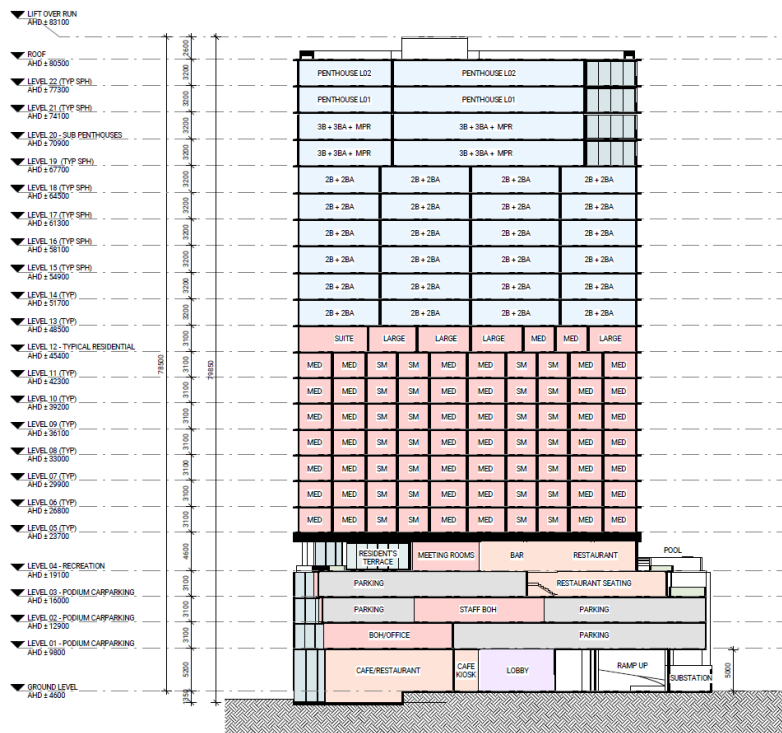 LIFT OVER RUN
AHD ± 83100
ROOF
AHD ± 80500
LEVEL 22 (TYP SPH)
AHD ± 77300
LEVEL 21 (TYP SPH)
AHD ± 74100
LEVEL 20 - SUB PENTHOUSES
AHD ± 70900
LEVEL 19 (TYP SPH)
AHD ± 67700
LEVEL 18 (TYP SPH)
AHD ± 64500
LEVEL 17 (TYP SPH)
AHD ± 61300
LEVEL 16 (TYP SPH)
AHD ± 58100
LEVEL 15 (TYP SPH)
AHD ± 54900
LEVEL 14 (TYP)
AHD ± 51700
LEVEL 13 (TYP)
AHD ± 48500
LEVEL 12 - TYPICAL RESIDENTIAL
AHD ± 45400
LEVEL 11 (TYP)
AHD ± 42300
LEVEL 10 (TYP)
AHD ± 39200
LEVEL 09 (TYP)
AHD ± 36100
LEVEL 08 (TYP)
AHD ± 33000
LEVEL 07 (TYP)
AHD ± 29900
LEVEL 06 (TYP)
AHD ± 26800
LEVEL 05 (TYP)
AHD ± 23700
LEVEL 04 - RECREATION
AHD ± 19100
LEVEL 03 - PODIUM CARPARKING
AHD ± 16000
LEVEL 02 - PODIUM CARPARKING
AHD ± 12900
LEVEL 01 - PODIUM CARPARKING
AHD ± 9800
GROUND LEVEL
AHD ± 4600
78500
2600
3200
3200
3200
3200
3200
3200
3200
3200
3200
3200
3100
3100
3100
3100
3100
3100
3100
3100
4600
3100
3100
3100
5200
1350
79850
PENTHOUSE L02 PENTHOUSE L02
PENTHOUSE L01 PENTHOUSE L01
3B + 3BA + MPR 3B + 3BA + MPR
3B + 3BA + MPR 3B + 3BA + MPR
2B + 2BA 2B + 2BA 2B + 2BA 2B + 2BA
2B + 2BA 2B + 2BA 2B + 2BA 2B + 2BA
2B + 2BA 2B + 2BA 2B + 2BA 2B + 2BA
2B + 2BA 2B + 2BA 2B + 2BA 2B + 2BA
2B + 2BA 2B + 2BA 2B + 2BA 2B + 2BA
2B + 2BA 2B + 2BA 2B + 2BA 2B + 2BA
SUITE LARGE LARGE LARGE MED MED LARGE
MED MED SM SM MED MED SM SM MED MED
MED MED SM SM MED MED SM SM MED MED
MED MED SM SM MED MED SM SM MED MED
MED MED SM SM MED MED SM SM MED MED
MED MED SM SM MED MED SM SM MED MED
MED MED SM SM MED MED SM SM MED MED
MED MED SM SM MED MED SM SM MED MED
RESIDENT'S
TERRACE
MEETING ROOMS BAR RESTAURANT POOL
PARKING RESTAURANT SEATING
PARKING STAFF BOH PARKING
BOH/OFFICE PARKING
CAFE/RESTAURANT
CAFE
KIOSK
LOBBY
RAMP UP
SUBSTATION
5000